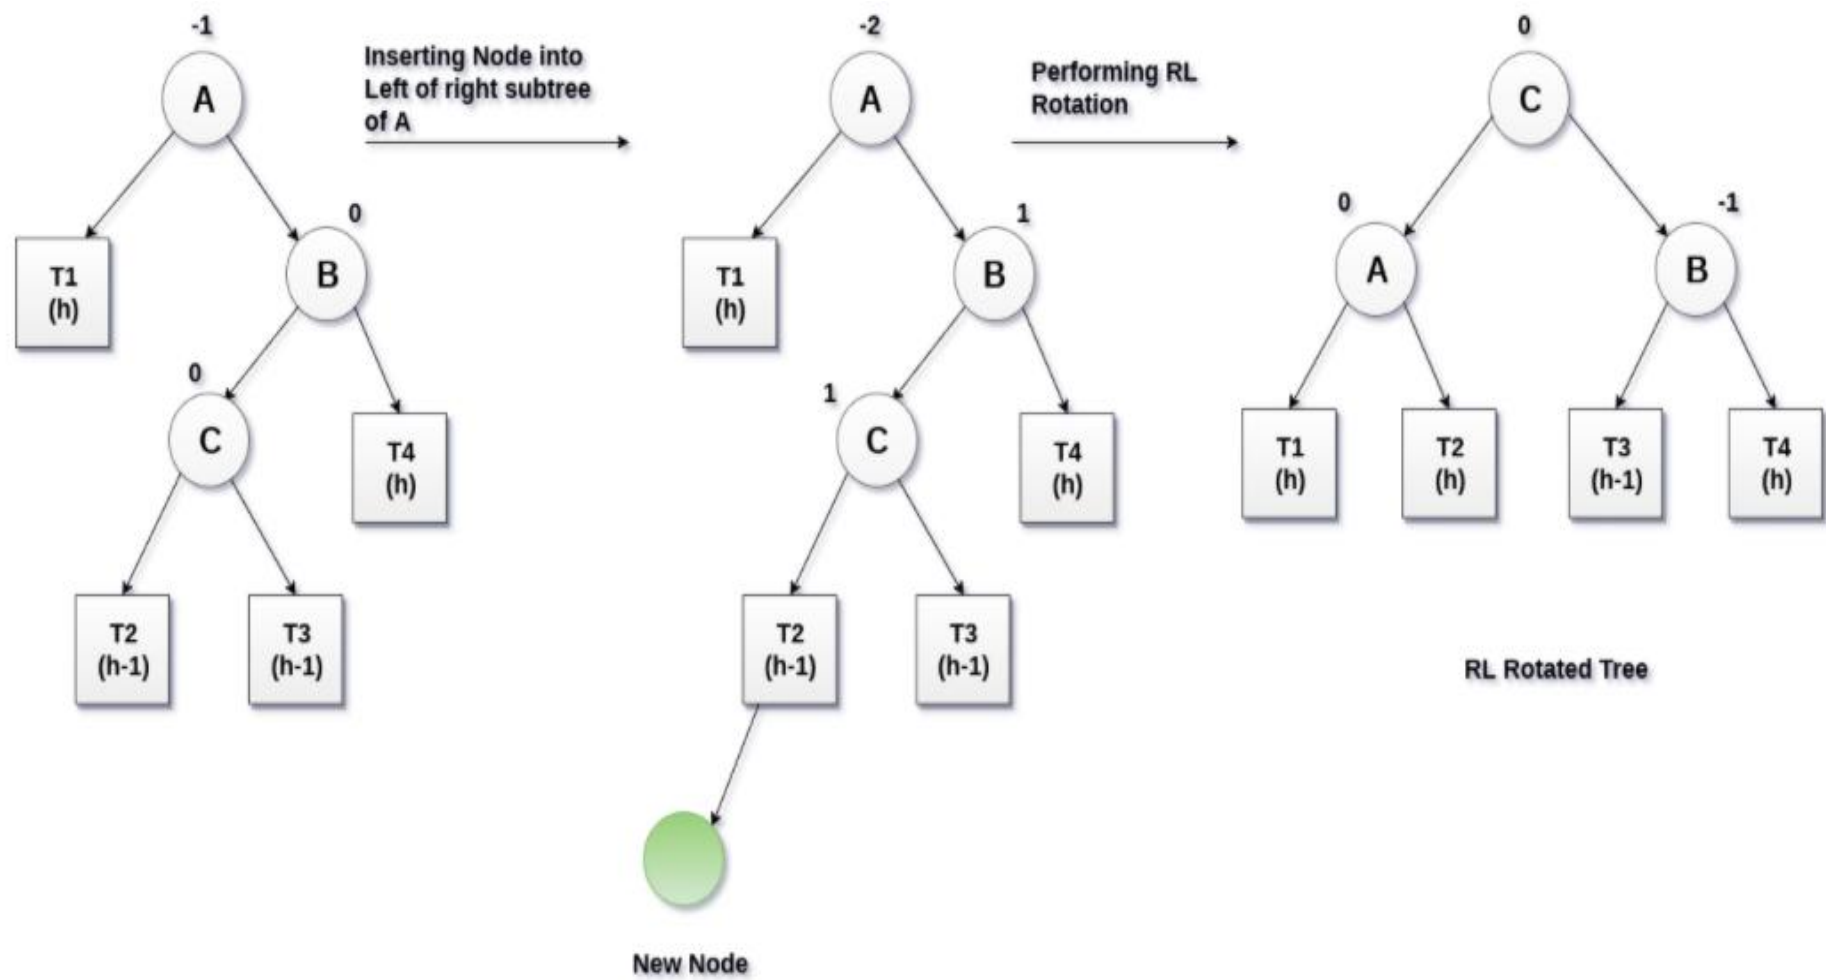 -1
A
Inserting Node into
Left of right subtree
of A
T1
(h)
0
B
0
C
T4
(h)
T2
(h-1)
T3
(h-1)
-2
A
Performing RL
Rotation
T1
(h)
1
B
1
C
T4
(h)
T2
(h-1)
T3
(h-1)
New Node
0
C
0
A
-1
B
T1
(h)
T2
(h)
T3
(h-1)
T4
(h)
RL Rotated Tree